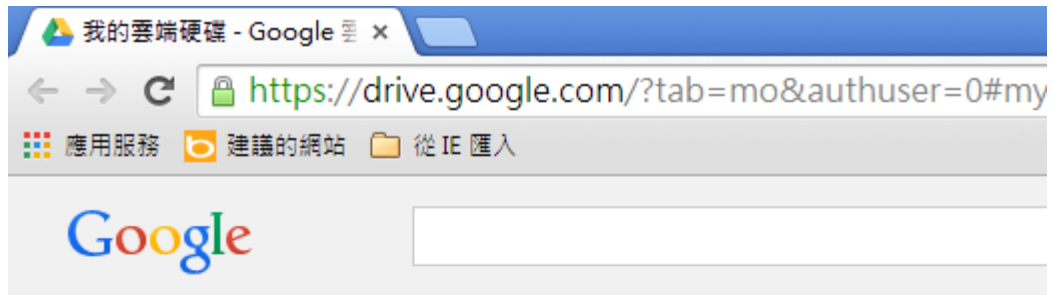 我的雲端硬碟 - Google 雲
https://drive.google.com/?tab=mo&authuser=0#my
應用服務 建議的網站 從 IE 匯入
Google